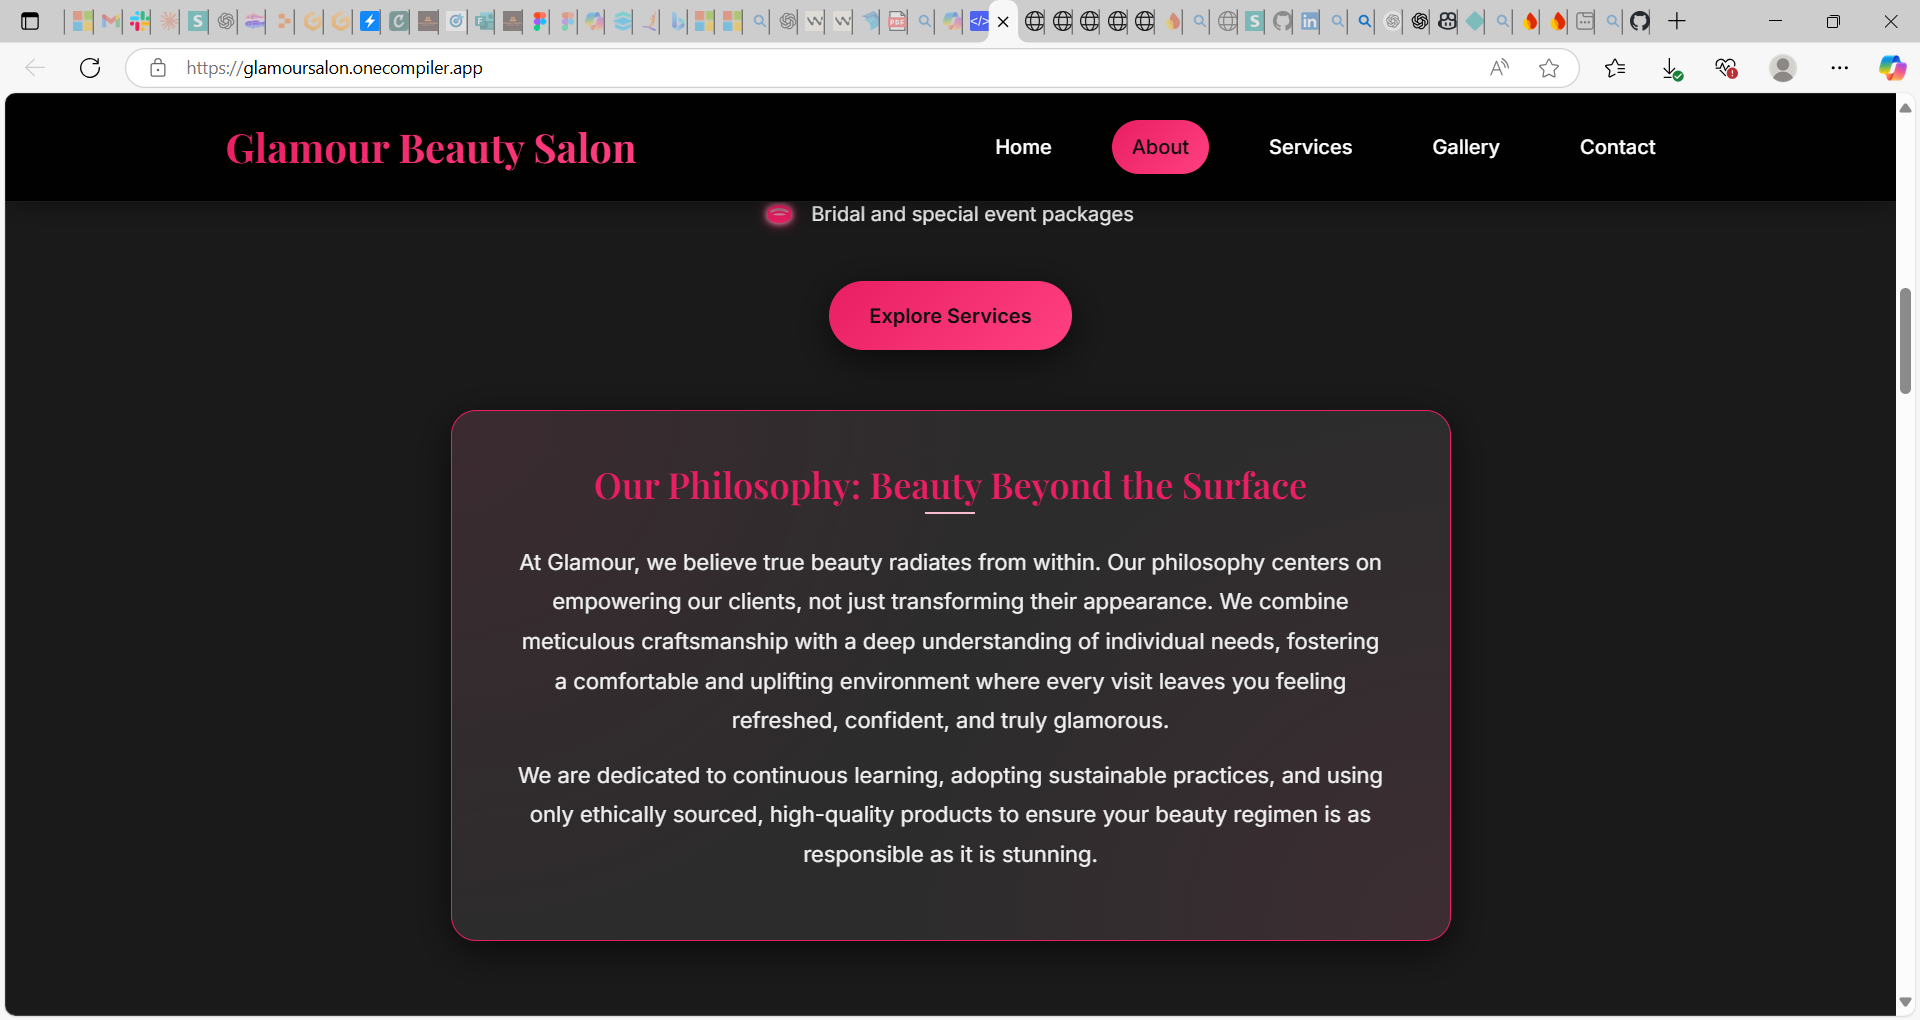 https://glamoursalon.onecompiler.app
Glamour Beauty Salon
Home
About
Services
Gallery
Contact
Bridal and special event packages
Explore Services
Our Philosophy: Beauty Beyond the Surface
At Glamour, we believe true beauty radiates from within. Our philosophy centers on
empowering our clients, not just transforming their appearance. We combine
meticulous craftsmanship with a deep understanding of individual needs, fostering
a comfortable and uplifting environment where every visit leaves you feeling
refreshed, confident, and truly glamorous.
We are dedicated to continuous learning, adopting sustainable practices, and using
only ethically sourced, high-quality products to ensure your beauty regimen is as
responsible as it is stunning.